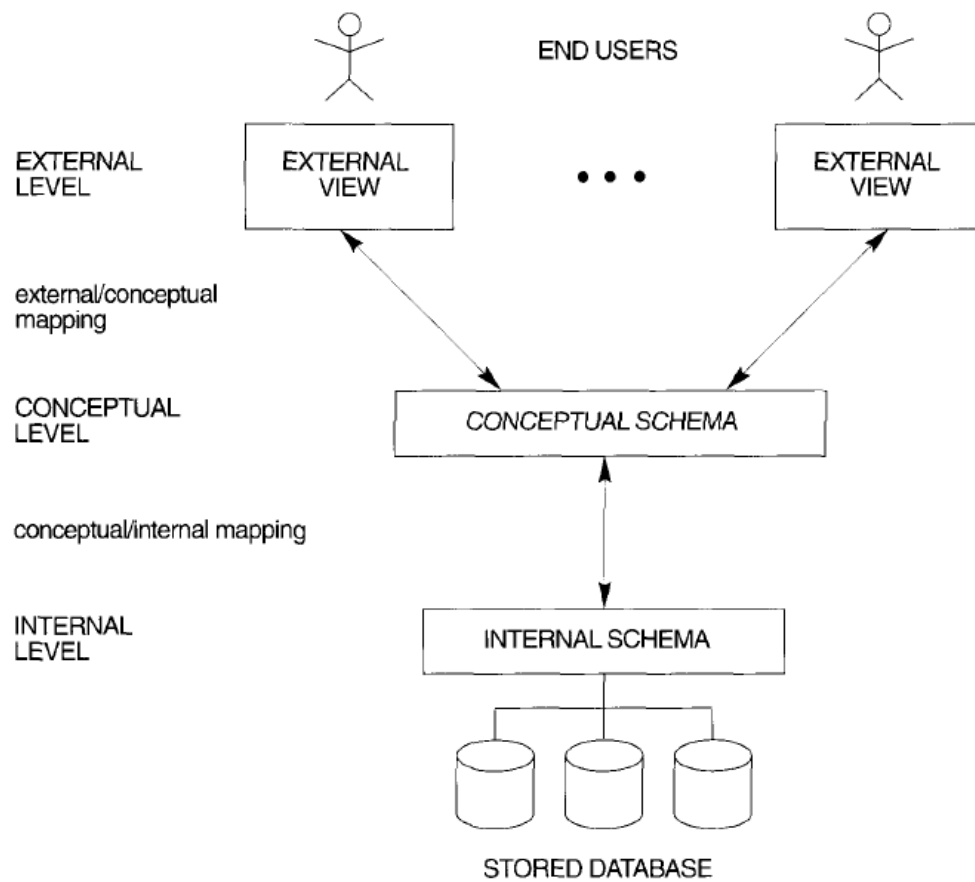 END USERS
EXTERNAL
LEVEL
EXTERNAL
VIEW
EXTERNAL
VIEW
external/conceptual
mapping
CONCEPTUAL
LEVEL
CONCEPTUAL SCHEMA
conceptual/internal mapping
INTERNAL
LEVEL
INTERNAL SCHEMA
STORED DATABASE